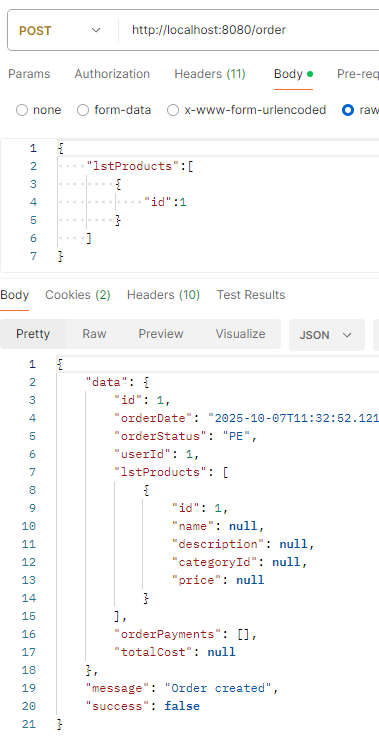 POST http://localhost:8080/order
Params Authorization Headers (11) Body Pre-req
none form-data x-www-form-urlencoded raw
1 {
2 "lstProducts":[
3 {
4 "id":1
5 }
6 ]
7 }
Body Cookies (2) Headers (10) Test Results
Pretty Raw Preview Visualize JSON
1 {
2 "data": {
3 "id": 1,
4 "orderDate": "2025-10-07T11:32:52.121
5 "orderStatus": "PE",
6 "userId": 1,
7 "lstProducts": [
8 {
9 "id": 1,
10 "name": null,
11 "description": null,
12 "categoryId": null,
13 "price": null
14 }
15 ],
16 "orderPayments": [],
17 "totalCost": null
18 },
19 "message": "Order created",
20 "success": false
21 }